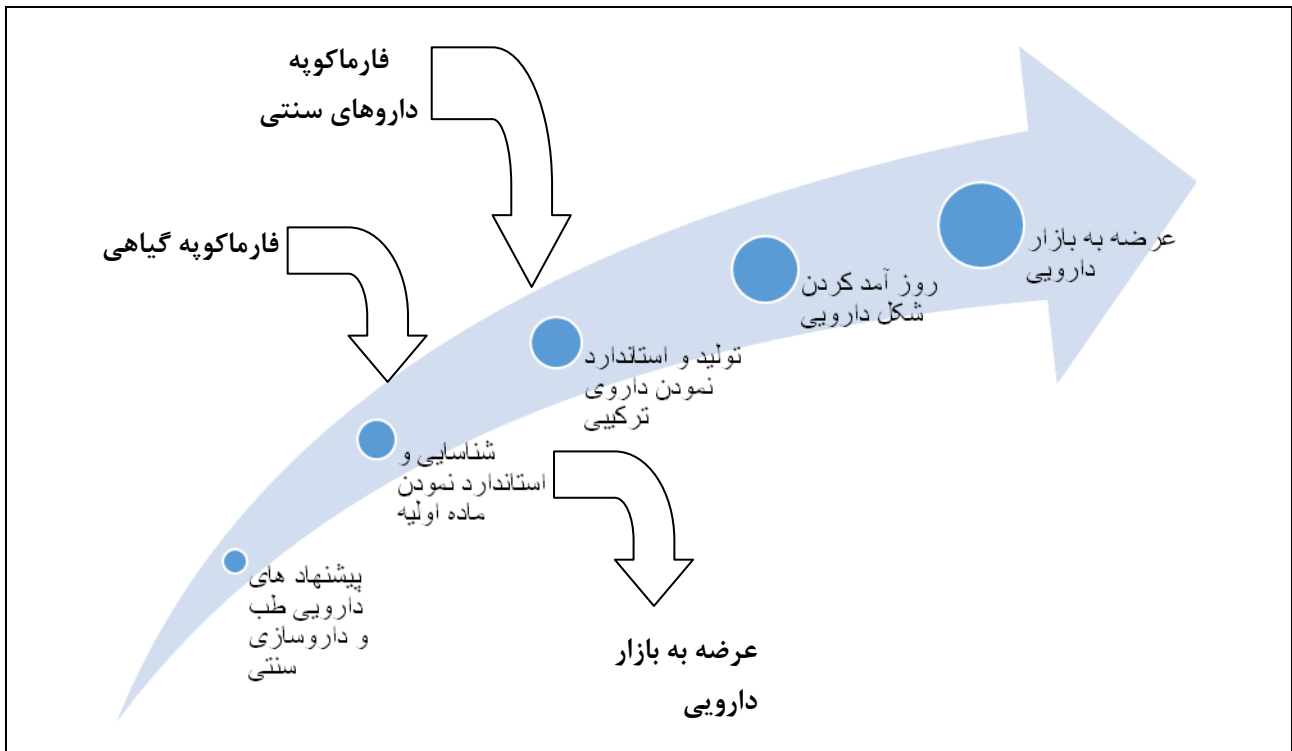 فارماکوپه
داروهای سنتی
فارماکوپه گیاهی
عرضه به بازار
دارویی
روز آمد کردن
شکل دارویی
تولید و استاندارد
نمودن داروی
ترکیبی
شناسایی و
استاندارد نمودن
ماده اولیه
پیشنهاد های
دارویی طب
و داروسازی
سنتی
عرضه به بازار
دارویی